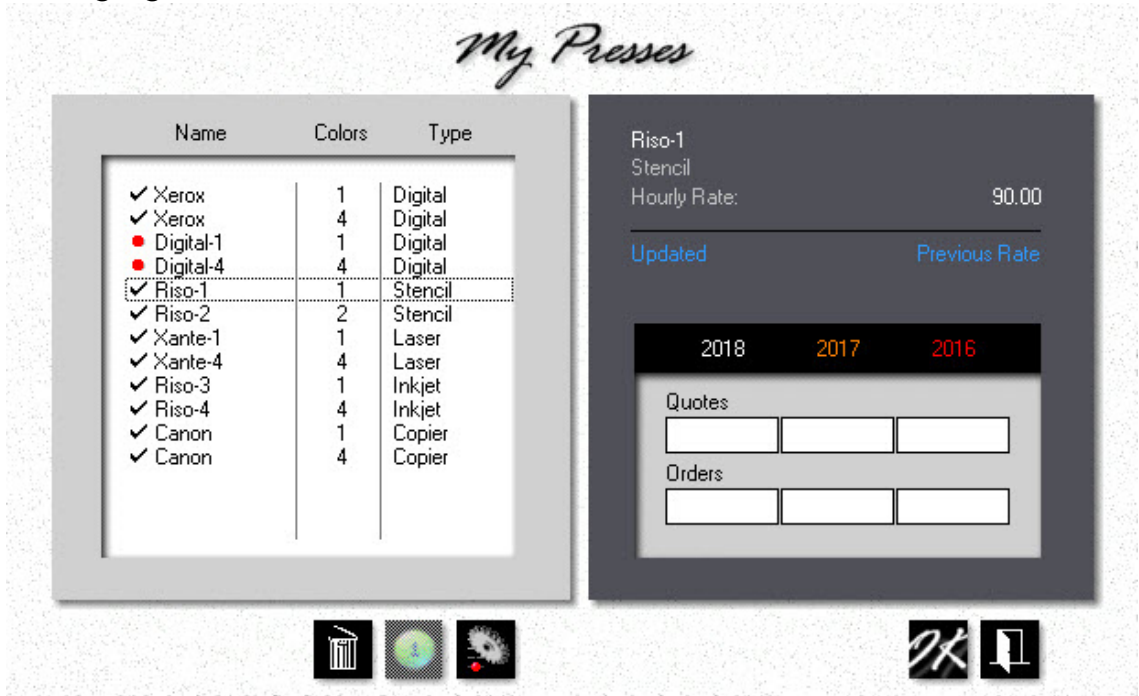 My Presses
Name Colors Type
Xerox 1 Digital
Xerox 4 Digital
Digital-1 1 Digital
Digital-4 4 Digital
Riso-1 1 Stencil
Riso-2 2 Stencil
Xante-1 1 Laser
Xante-4 4 Laser
Riso-3 1 Inkjet
Riso-4 4 Inkjet
Canon 1 Copier
Canon 4 Copier
Riso-1
Stencil
Hourly Rate: 90.00
Updated Previous Rate
2018 2017 2016
Quotes
Orders
OK